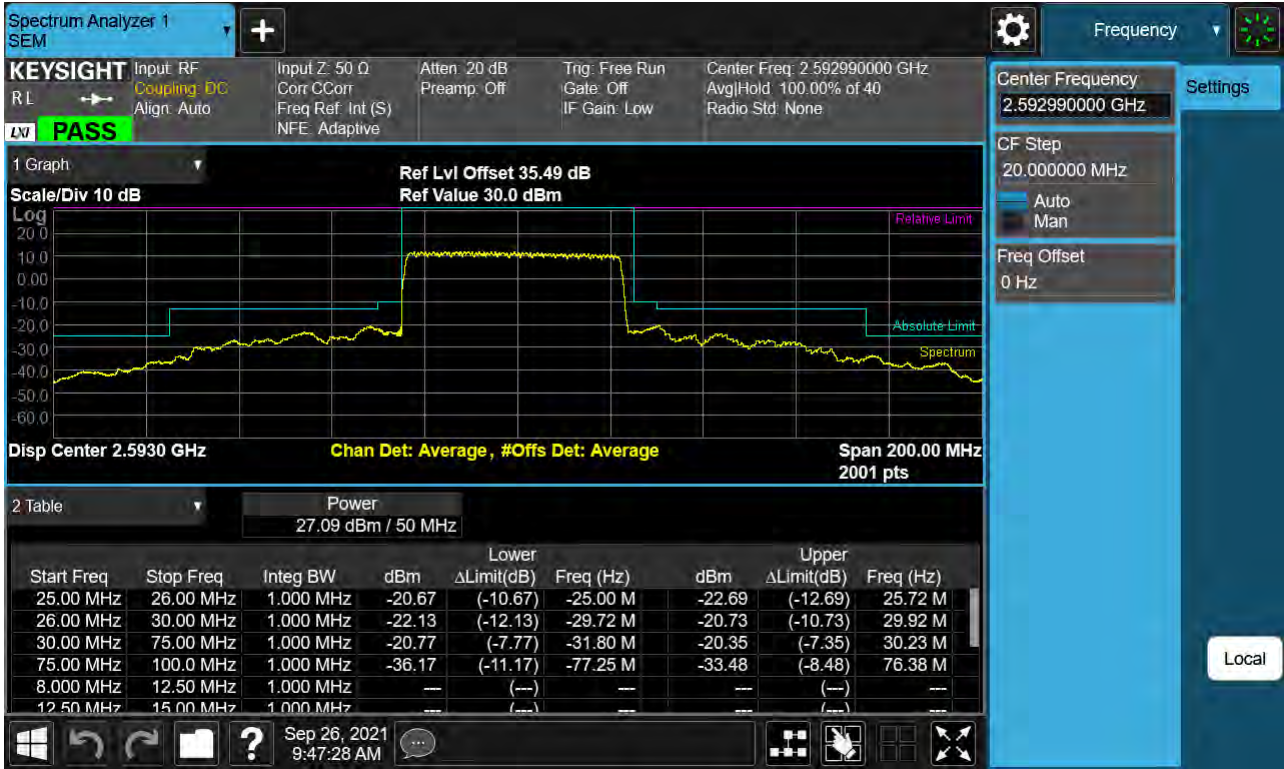 Spectrum Analyzer 1
SEM
Frequency
KEYSIGHT
RL
LXI PASS
Input: RF
Coupling: DC
Align: Auto
Input Z: 50 Ω
Corr CCorr
Freq Ref: Int (S)
NFE: Adaptive
Atten: 20 dB
Preamp: Off
Trig: Free Run
Gate: Off
IF Gain: Low
Center Freq: 2.592990000 GHz
Avg|Hold: 100.00% of 40
Radio Std: None
Center Frequency
2.592990000 GHz
Settings
CF Step
20.000000 MHz
Auto
Man
Freq Offset
0 Hz
1 Graph
Scale/Div 10 dB
Ref Lvl Offset 35.49 dB
Ref Value 30.0 dBm
Log
20.0
10.0
0.00
-10.0
-20.0
-30.0
-40.0
-50.0
-60.0
Relative Limit
Absolute Limit
Spectrum
Disp Center 2.5930 GHz
Chan Det: Average , #Offs Det: Average
Span 200.00 MHz
2001 pts
2 Table
Power
27.09 dBm / 50 MHz
Lower Upper
Start Freq Stop Freq Integ BW dBm ΔLimit(dB) Freq (Hz) dBm ΔLimit(dB) Freq (Hz)
25.00 MHz 26.00 MHz 1.000 MHz -20.67 (-10.67) -25.00 M -22.69 (-12.69) 25.72 M
26.00 MHz 30.00 MHz 1.000 MHz -22.13 (-12.13) -29.72 M -20.73 (-10.73) 29.92 M
30.00 MHz 75.00 MHz 1.000 MHz -20.77 (-7.77) -31.80 M -20.35 (-7.35) 30.23 M
75.00 MHz 100.0 MHz 1.000 MHz -36.17 (-11.17) -77.25 M -33.48 (-8.48) 76.38 M
8.000 MHz 12.50 MHz 1.000 MHz --- (---) --- --- (---) ---
12.50 MHz 15.00 MHz 1.000 MHz --- (---) --- --- (---) ---
Local
?
Sep 26, 2021
9:47:28 AM